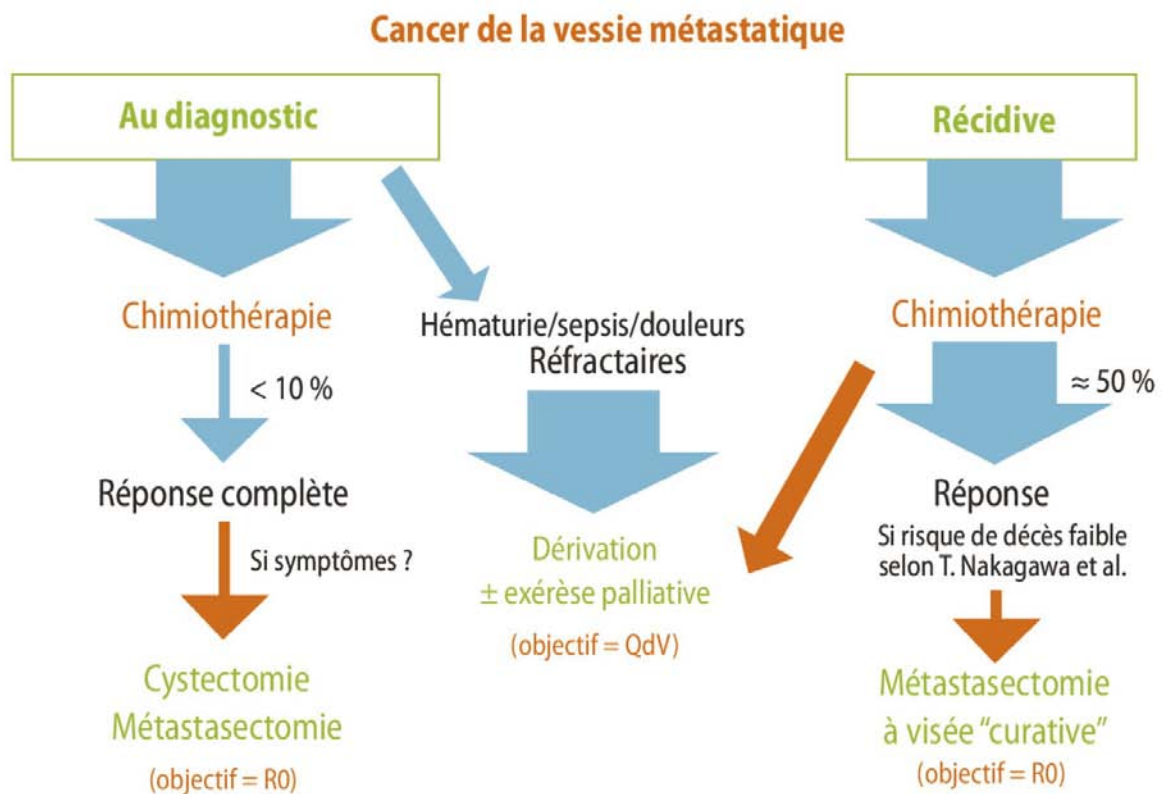 Cancer de la vessie métastatique
Au diagnostic
Récidive
Chimiothérapie
< 10 %
Réponse complète
Si symptômes ?
Cystectomie
Métastasectomie
(objectif = R0)
Hématurie/sepsis/douleurs
Réfractaires
Dérivation
± exérèse palliative
(objectif = QdV)
Chimiothérapie
≈ 50 %
Réponse
Si risque de décès faible
selon T. Nakagawa et al.
Métastasectomie
à visée “curative”
(objectif = R0)